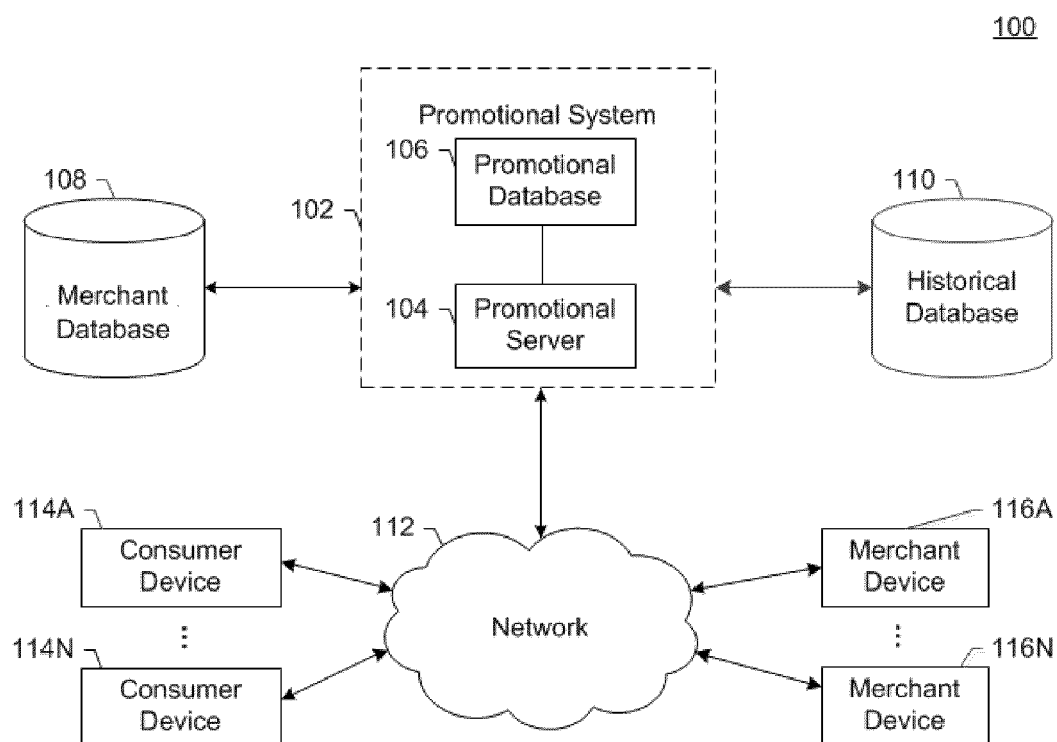 100
Promotional System
106
Promotional
Database
108
110
102
Merchant
Database
Historical
Database
104
Promotional
Server
114A
112
116A
Consumer
Device
Merchant
Device
...
...
Network
114N
116N
Consumer
Device
Merchant
Device